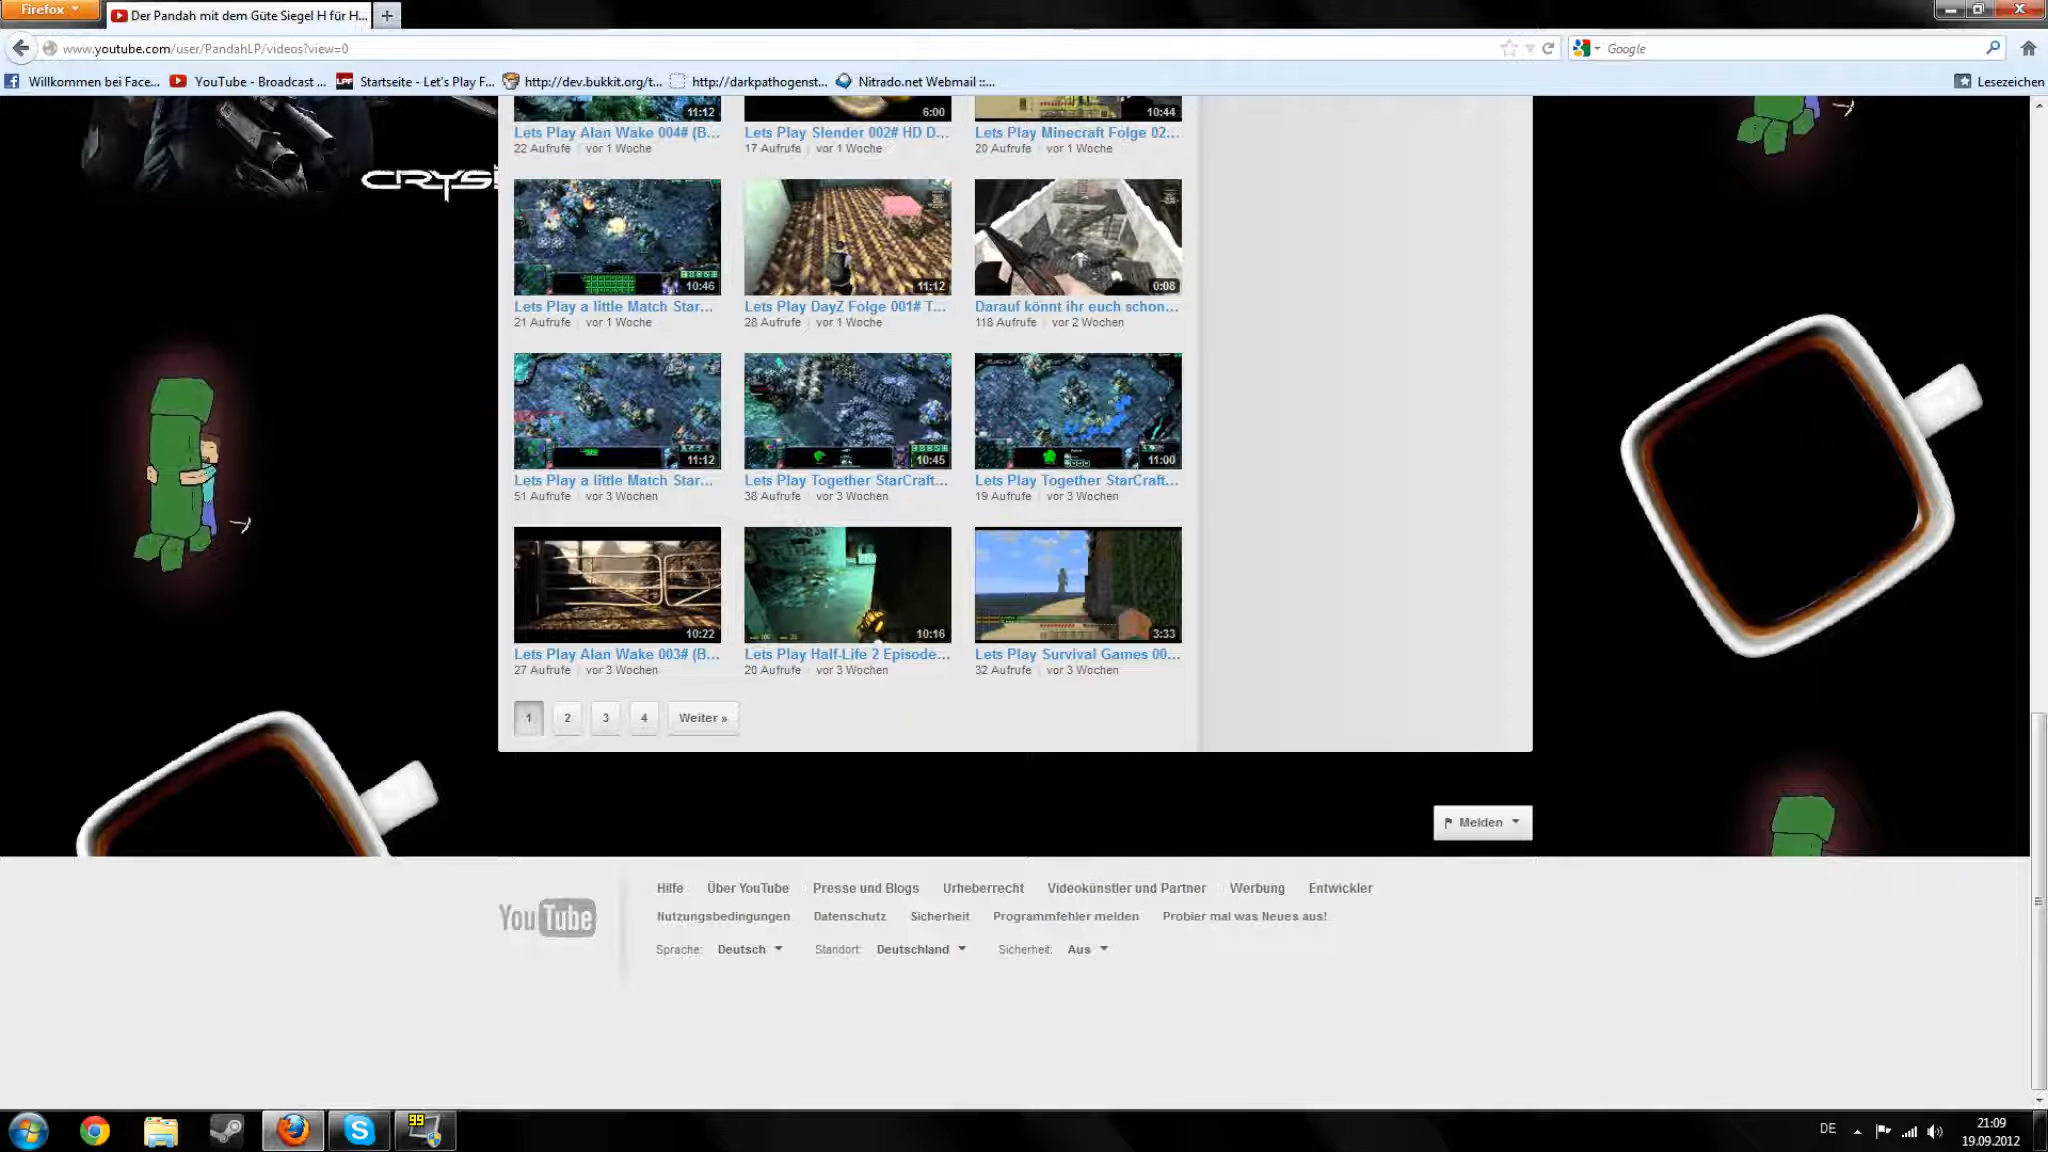 Firefox
Der Pandah mit dem Güte Siegel H für H...
www.youtube.com/user/PandahLP/videos?view=0
Google
Willkommen bei Face...
YouTube - Broadcast ...
LPF
Startseite - Let's Play F...
http://dev.bukkit.org/t...
http://darkpathogenst...
Nitrado.net Webmail ::...
Lesezeichen
CRYSI
11:12
6:00
10:44
Lets Play Alan Wake 004# (B...
Lets Play Slender 002# HD D...
Lets Play Minecraft Folge 02...
22 Aufrufe vor 1 Woche
17 Aufrufe vor 1 Woche
20 Aufrufe vor 1 Woche
10:46
11:12
0:08
Lets Play a little Match Star...
Lets Play DayZ Folge 001# T...
Darauf könnt ihr euch schon...
21 Aufrufe vor 1 Woche
28 Aufrufe vor 1 Woche
118 Aufrufe vor 2 Wochen
11:12
10:45
11:00
Lets Play a little Match Star...
Lets Play Together StarCraft...
Lets Play Together StarCraft...
51 Aufrufe vor 3 Wochen
38 Aufrufe vor 3 Wochen
19 Aufrufe vor 3 Wochen
10:22
10:16
3:33
Lets Play Alan Wake 003# (B...
Lets Play Half-Life 2 Episode...
Lets Play Survival Games 00...
27 Aufrufe vor 3 Wochen
20 Aufrufe vor 3 Wochen
32 Aufrufe vor 3 Wochen
1 2 3 4 Weiter »
Melden
YouTube
Hilfe Über YouTube Presse und Blogs Urheberrecht Videokünstler und Partner Werbung Entwickler
Nutzungsbedingungen Datenschutz Sicherheit Programmfehler melden Probier mal was Neues aus!
Sprache: Deutsch Standort: Deutschland Sicherheit: Aus
99
DE
21:09
19.09.2012